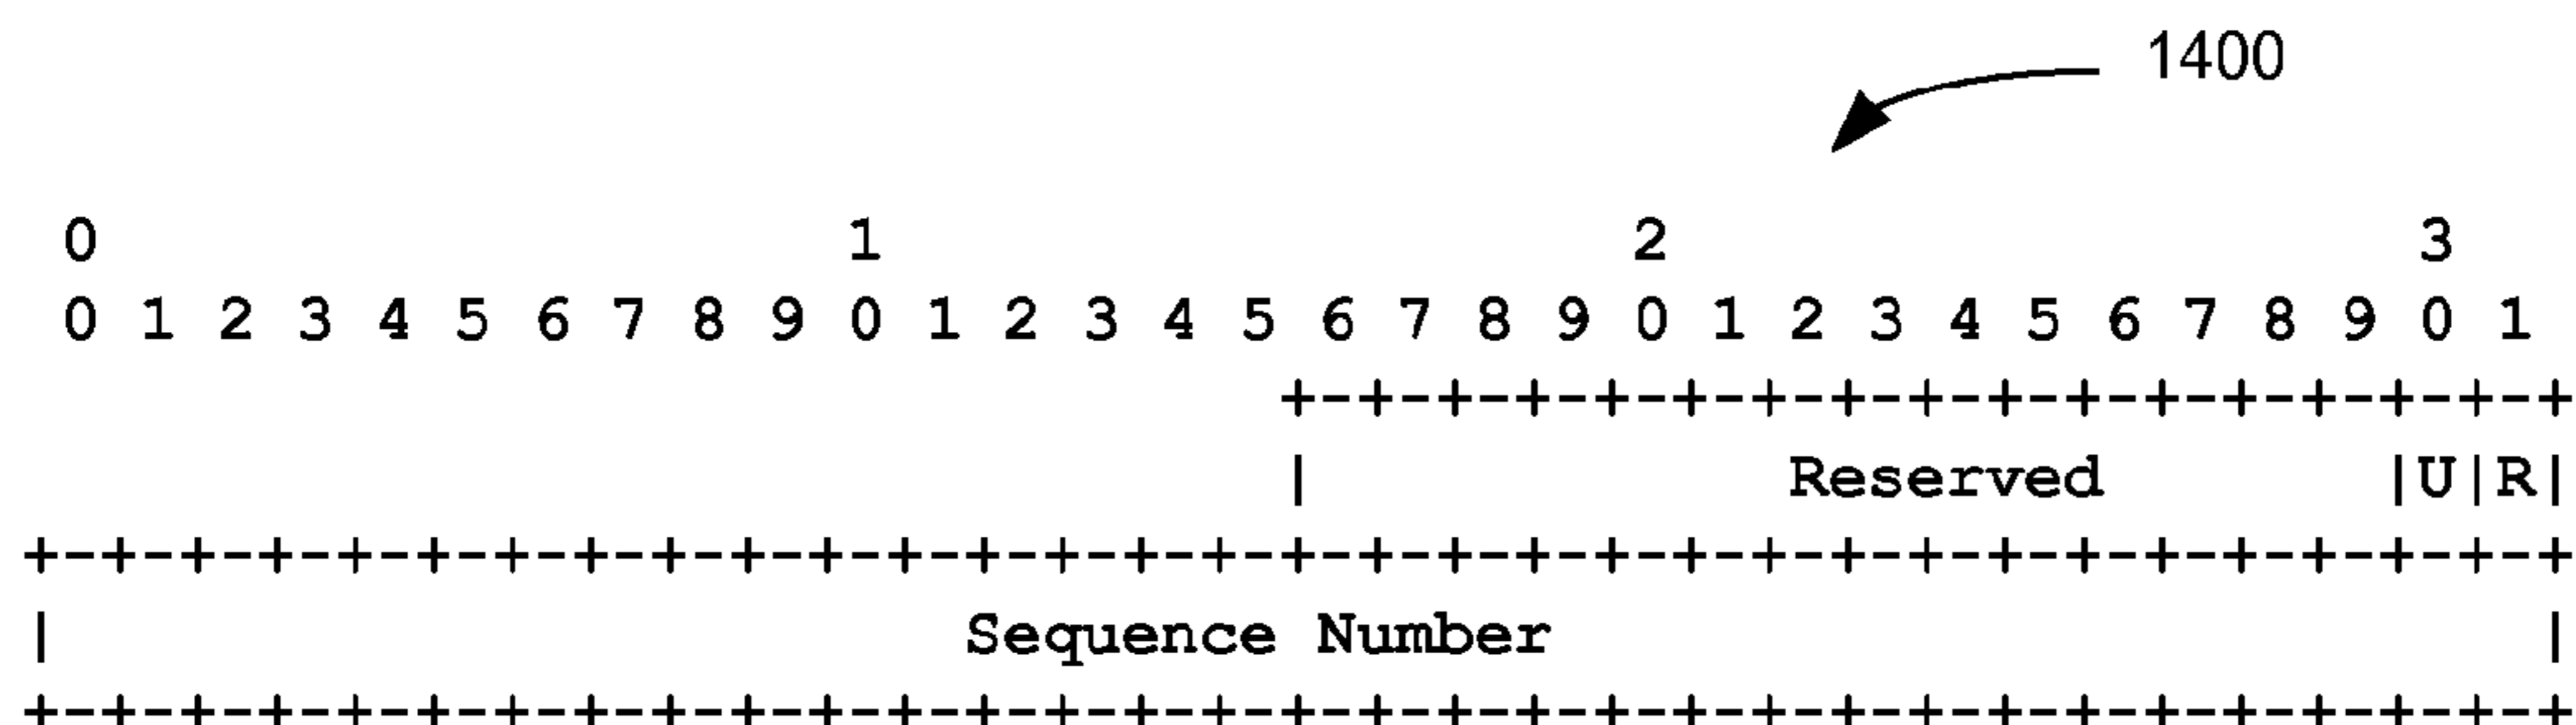 1400
0                   1                   2                   3
0 1 2 3 4 5 6 7 8 9 0 1 2 3 4 5 6 7 8 9 0 1 2 3 4 5 6 7 8 9 0 1
+-+-+-+-+-+-+-+-+-+-+-+-+-+-+-+-+
|            Reserved       |U|R|
+-+-+-+-+-+-+-+-+-+-+-+-+-+-+-+-+-+-+-+-+-+-+-+-+-+-+-+-+-+-+-+-+
|                       Sequence Number                         |
+-+-+-+-+-+-+-+-+-+-+-+-+-+-+-+-+-+-+-+-+-+-+-+-+-+-+-+-+-+-+-+-+